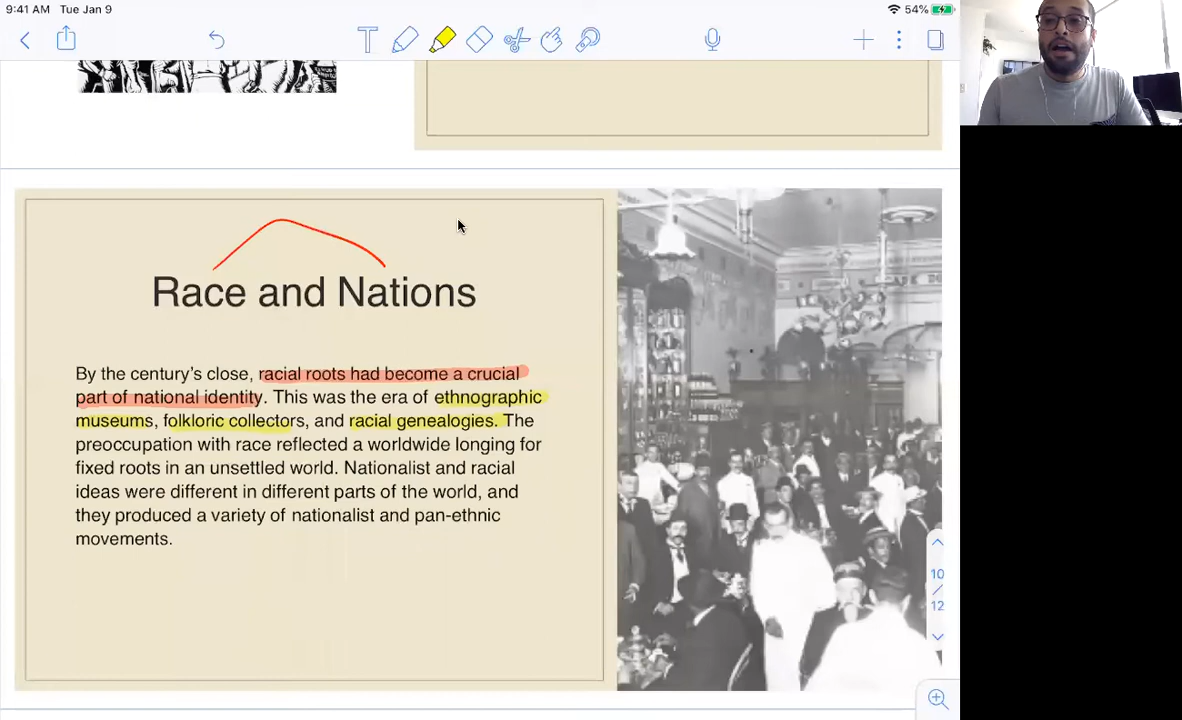 9:41 AM Tue Jan 9
54%
T
Race and Nations
By the century's close, racial roots had become a crucial
part of national identity. This was the era of ethnographic
museums, folkloric collectors, and racial genealogies. The
preoccupation with race reflected a worldwide longing for
fixed roots in an unsettled world. Nationalist and racial
ideas were different in different parts of the world, and
they produced a variety of nationalist and pan-ethnic
movements.
10
/
12